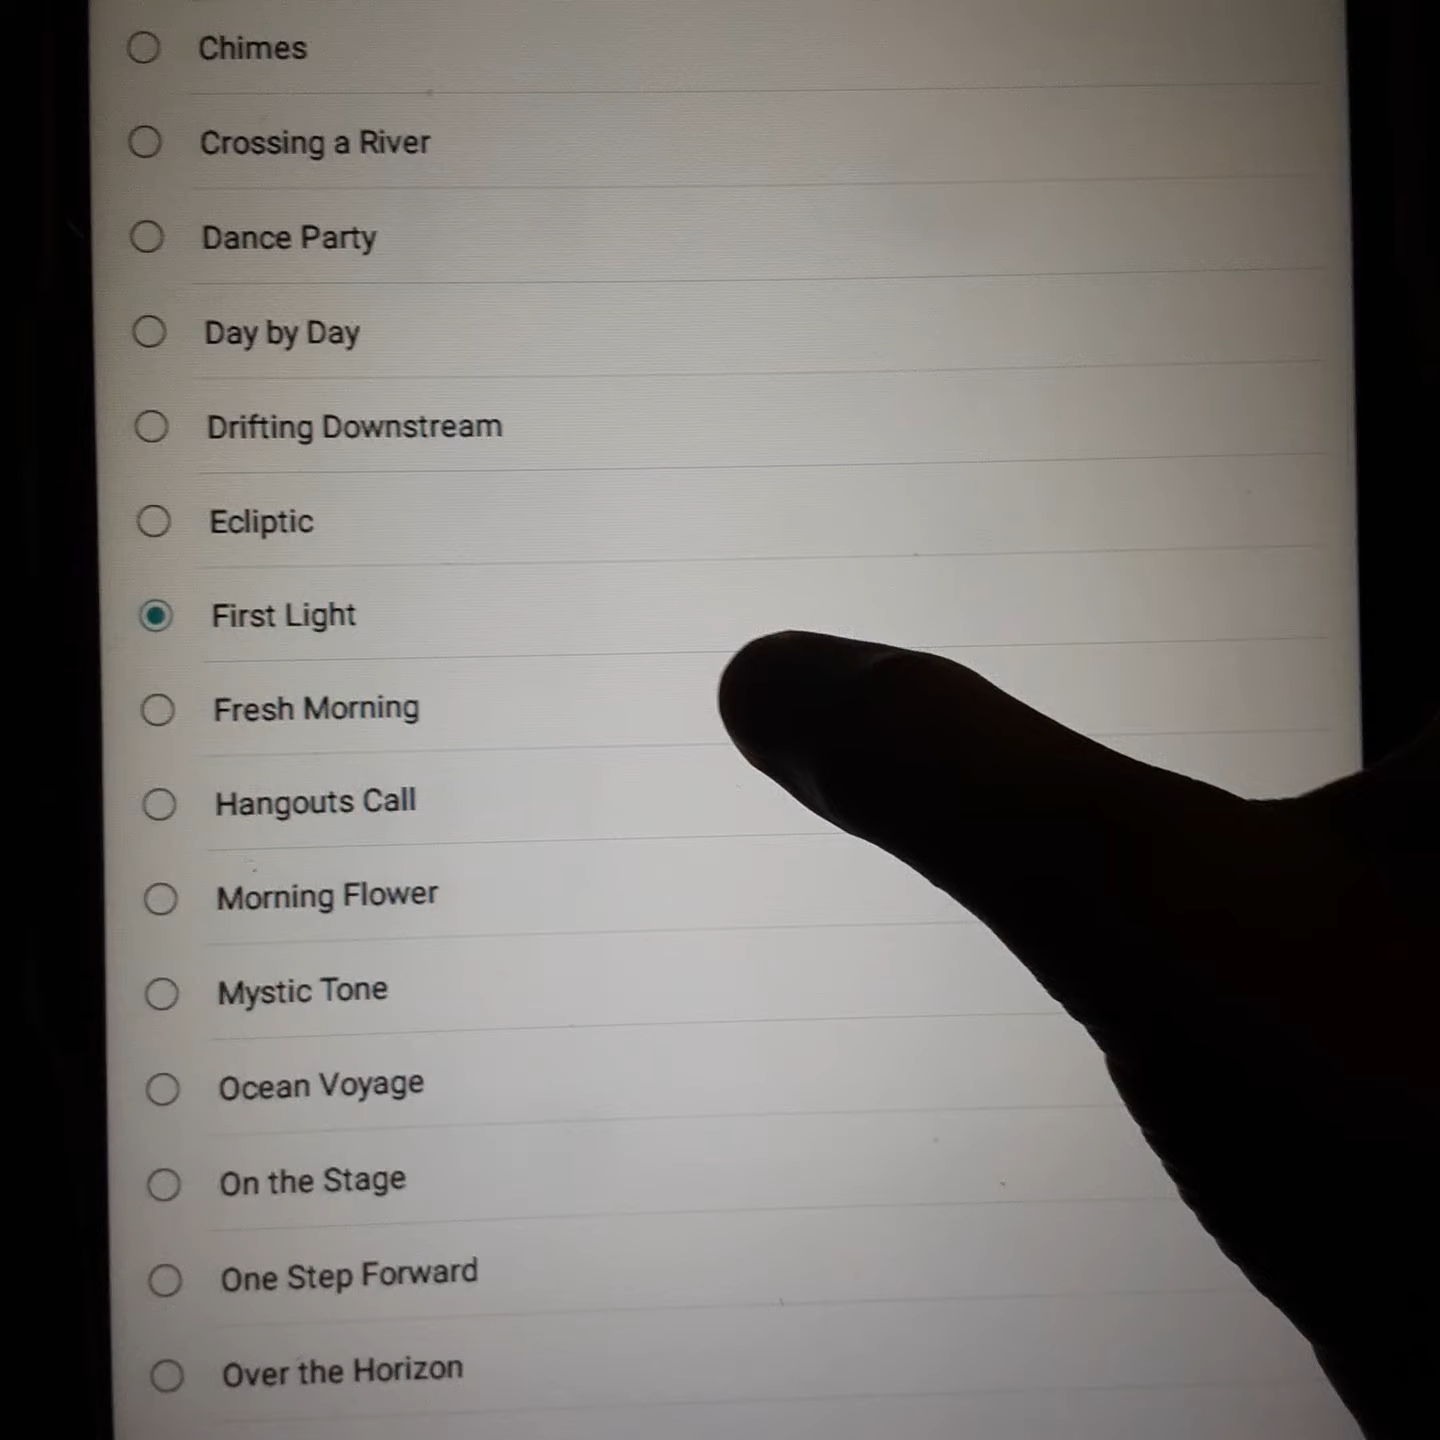 Chimes
Crossing a River
Dance Party
Day by Day
Drifting Downstream
Ecliptic
First Light
Fresh Morning
Hangouts Call
Morning Flower
Mystic Tone
Ocean Voyage
On the Stage
One Step Forward
Over the Horizon